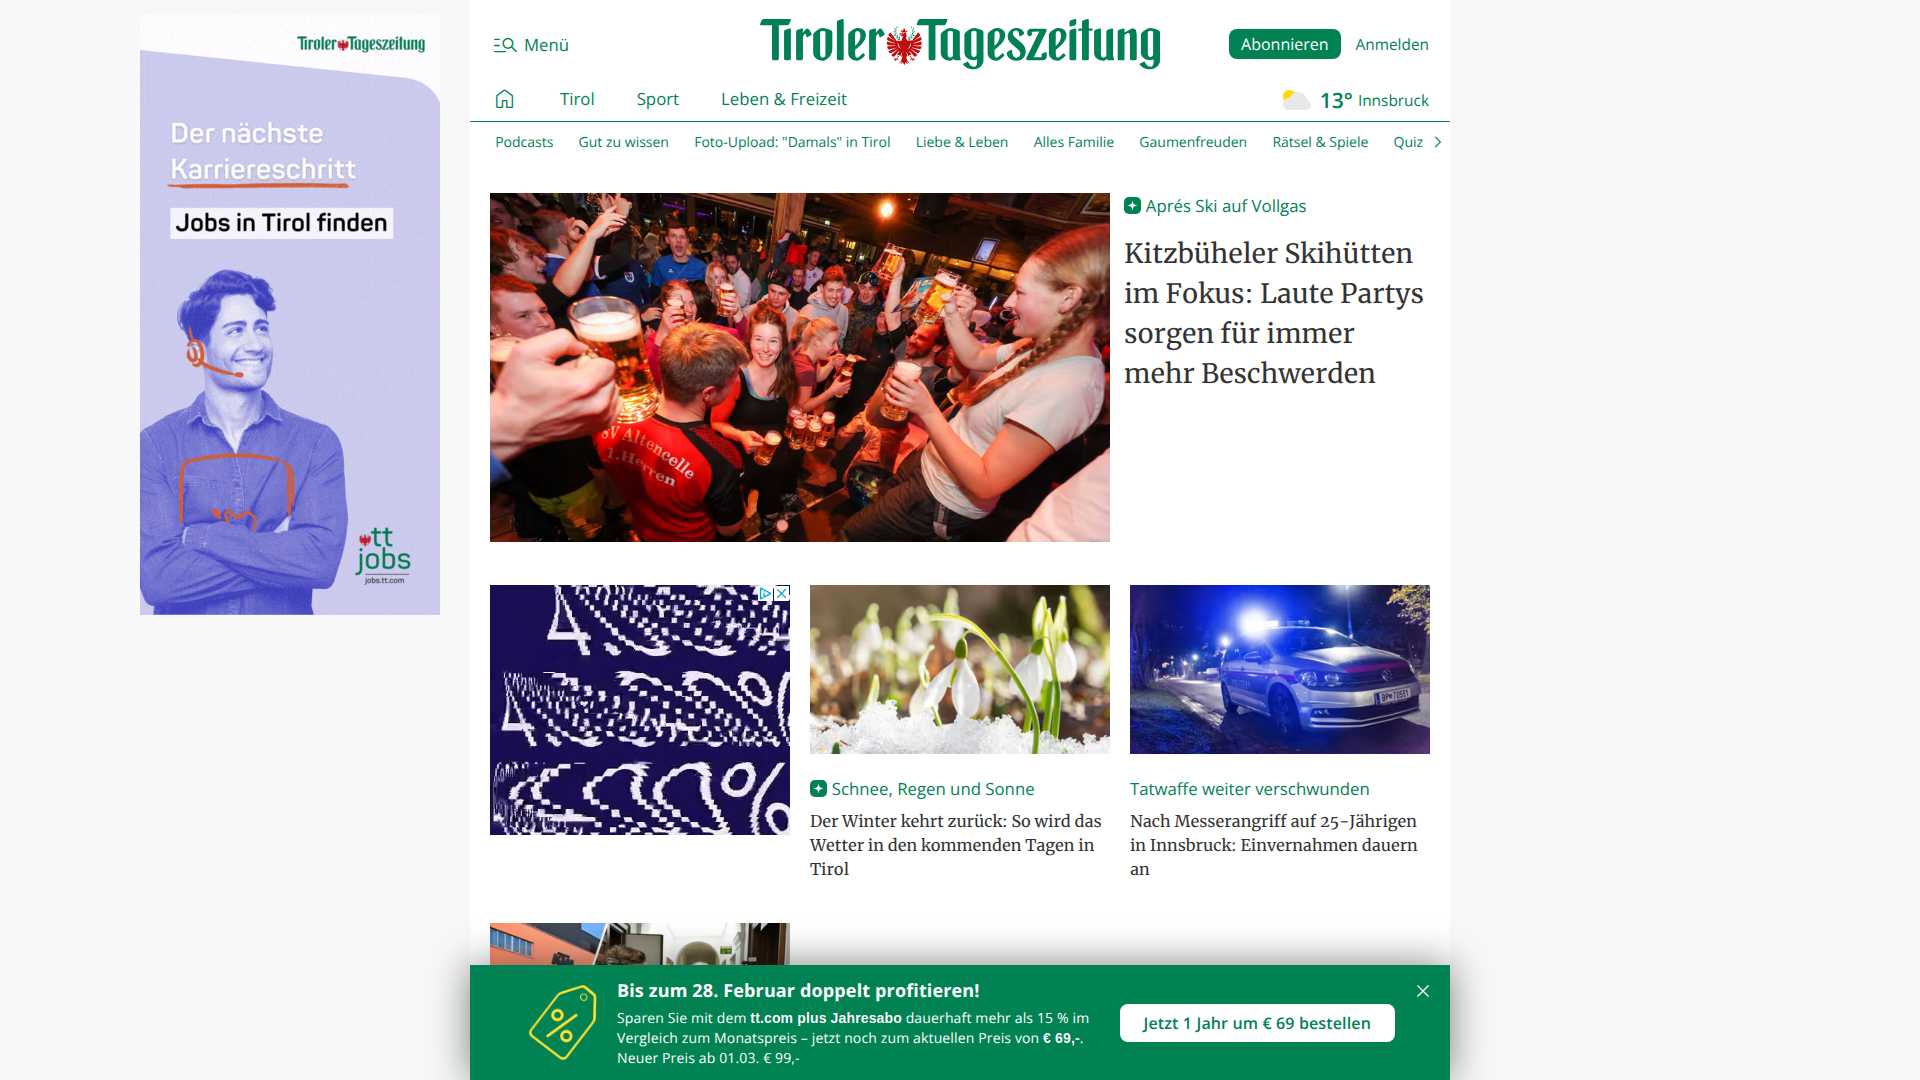 Tiroler Tageszeitung
Der nächste
Karriereschritt
Jobs in Tirol finden
tt
jobs
jobs.tt.com
Menü
Tiroler Tageszeitung
Abonnieren
Anmelden
Tirol
Sport
Leben & Freizeit
13° Innsbruck
Podcasts
Gut zu wissen
Foto-Upload: "Damals" in Tirol
Liebe & Leben
Alles Familie
Gaumenfreuden
Rätsel & Spiele
Quiz
SV Altencelle
1.Herren
Aprés Ski auf Vollgas
Kitzbüheler Skihütten
im Fokus: Laute Partys
sorgen für immer
mehr Beschwerden
Schnee, Regen und Sonne
Der Winter kehrt zurück: So wird das
Wetter in den kommenden Tagen in
Tirol
Tatwaffe weiter verschwunden
Nach Messerangriff auf 25-Jährigen
in Innsbruck: Einvernahmen dauern
an
Bis zum 28. Februar doppelt profitieren!
Sparen Sie mit dem tt.com plus Jahresabo dauerhaft mehr als 15 % im
Vergleich zum Monatspreis – jetzt noch zum aktuellen Preis von € 69,-.
Neuer Preis ab 01.03. € 99,-
Jetzt 1 Jahr um € 69 bestellen